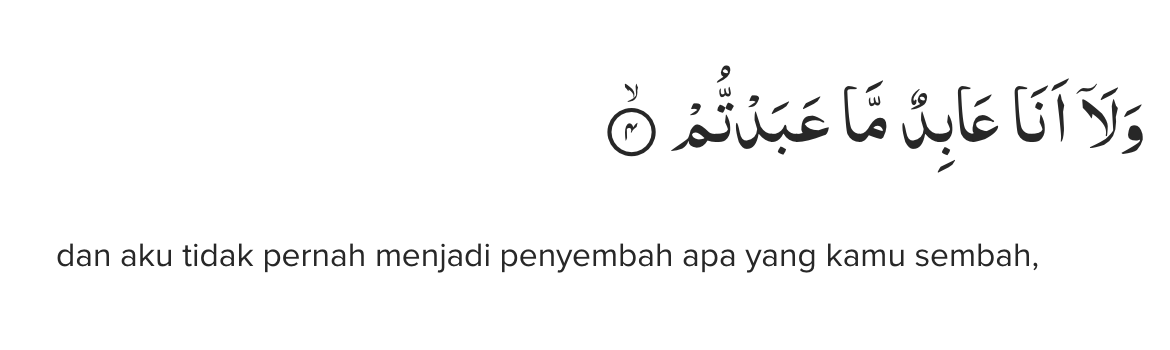 وَلَآ اَنَا۠ عَابِدٌ مَّا عَبَدْتُّمْ ۙ ٤
dan aku tidak pernah menjadi penyembah apa yang kamu sembah,